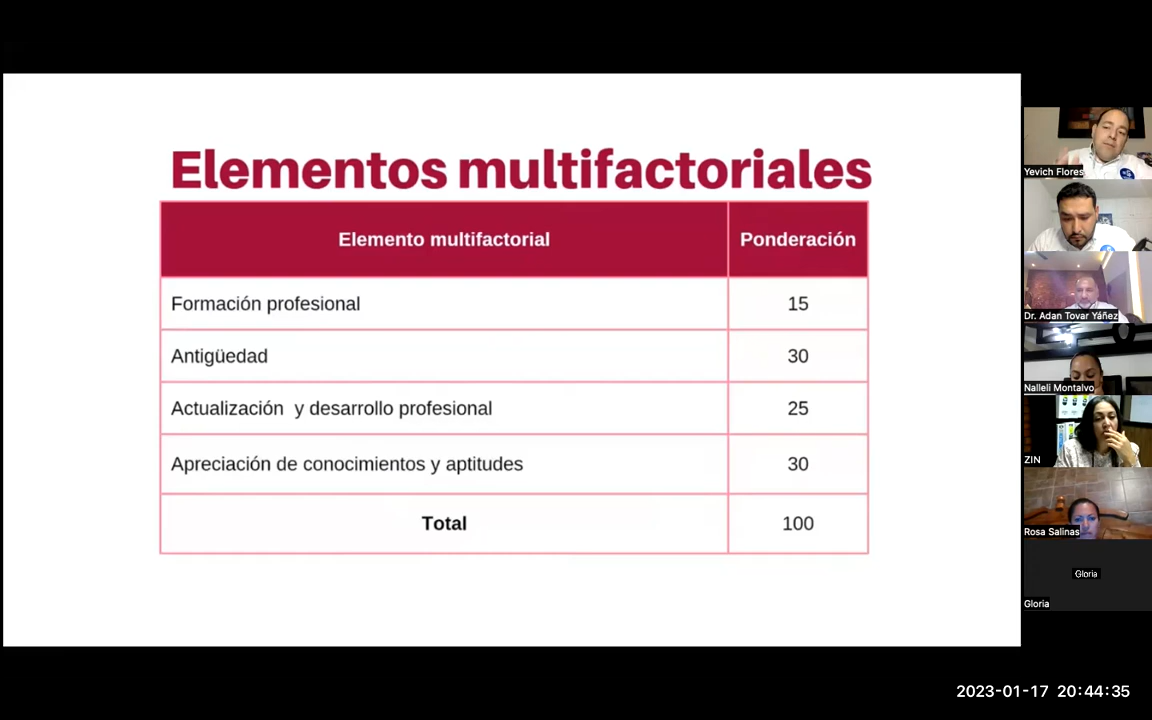 Elementos multifactoriales
Elemento multifactorial Ponderación
Formación profesional 15
Antigüedad 30
Actualización y desarrollo profesional 25
Apreciación de conocimientos y aptitudes 30
Total 100
Yevich Flores
Dr. Adan Tovar Yáñez
Nalleli Montalvo
ZIN
Rosa Salinas
Gloria
Gloria
2023-01-17 20:44:35